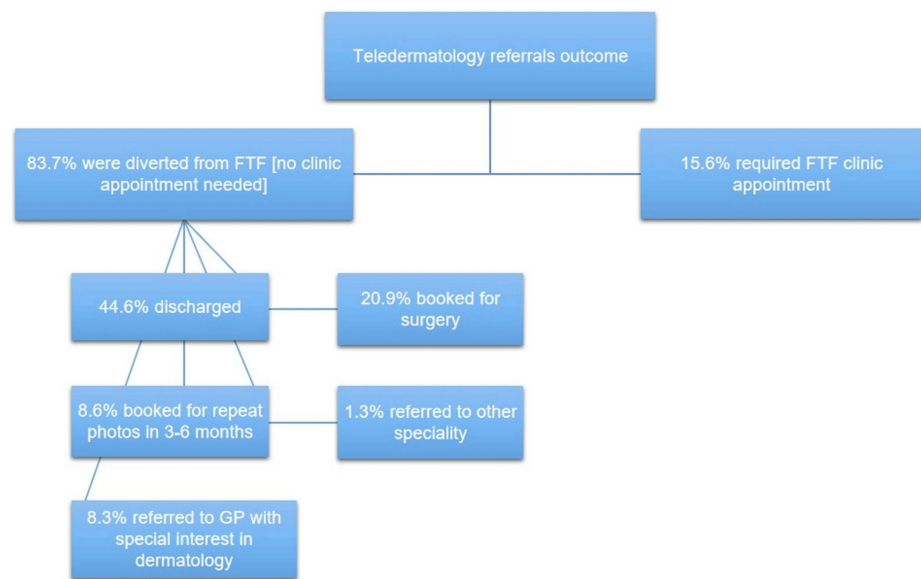 Teledermatology referrals outcome
83.7% were diverted from FTF [no clinic
appointment needed]
15.6% required FTF clinic
appointment
44.6% discharged
20.9% booked for
surgery
8.6% booked for repeat
photos in 3-6 months
1.3% referred to other
speciality
8.3% referred to GP with
special interest in
dermatology